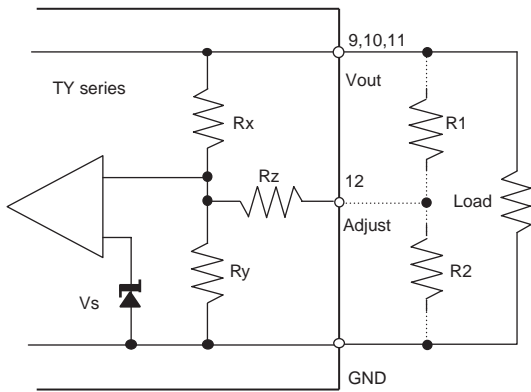 9,10,11
Vout
TY series
Rx
R1
Rz
12
Load
Adjust
Ry
R2
Vs
GND